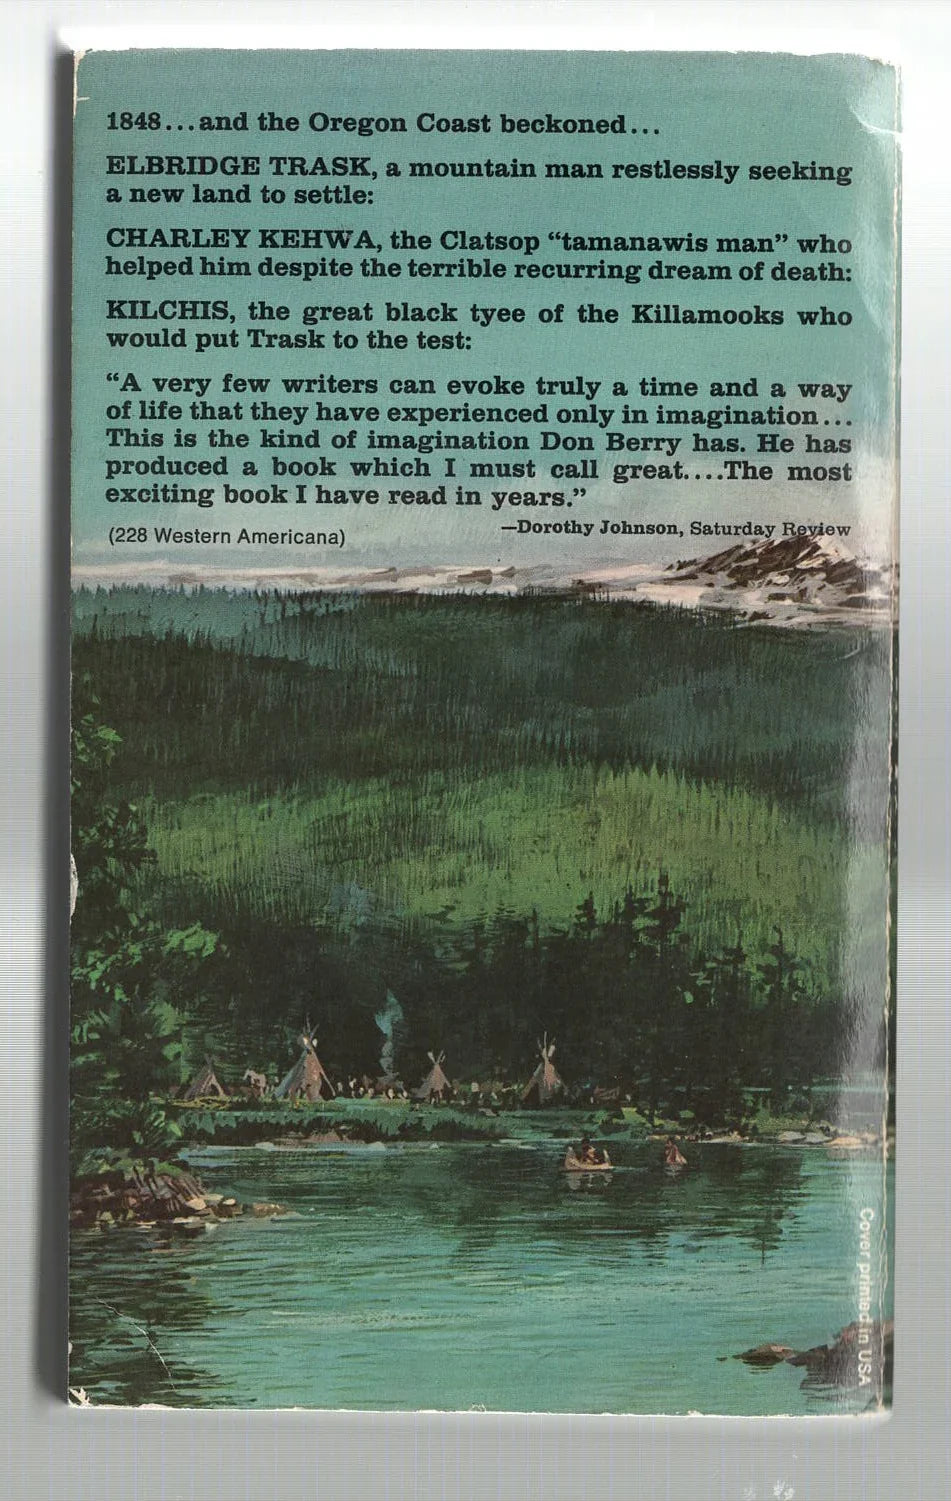 1848...and the Oregon Coast beckoned...
ELBRIDGE TRASK, a mountain man restlessly seeking
a new land to settle:
CHARLEY KEHWA, the Clatsop “tamanawis man” who
helped him despite the terrible recurring dream of death:
KILCHIS, the great black tyee of the Killamooks who
would put Trask to the test:
“A very few writers can evoke truly a time and a way
of life that they have experienced only in imagination...
This is the kind of imagination Don Berry has. He has
produced a book which I must call great....The most
exciting book I have read in years.”
—Dorothy Johnson, Saturday Review
(228 Western Americana)
Cover printed in USA